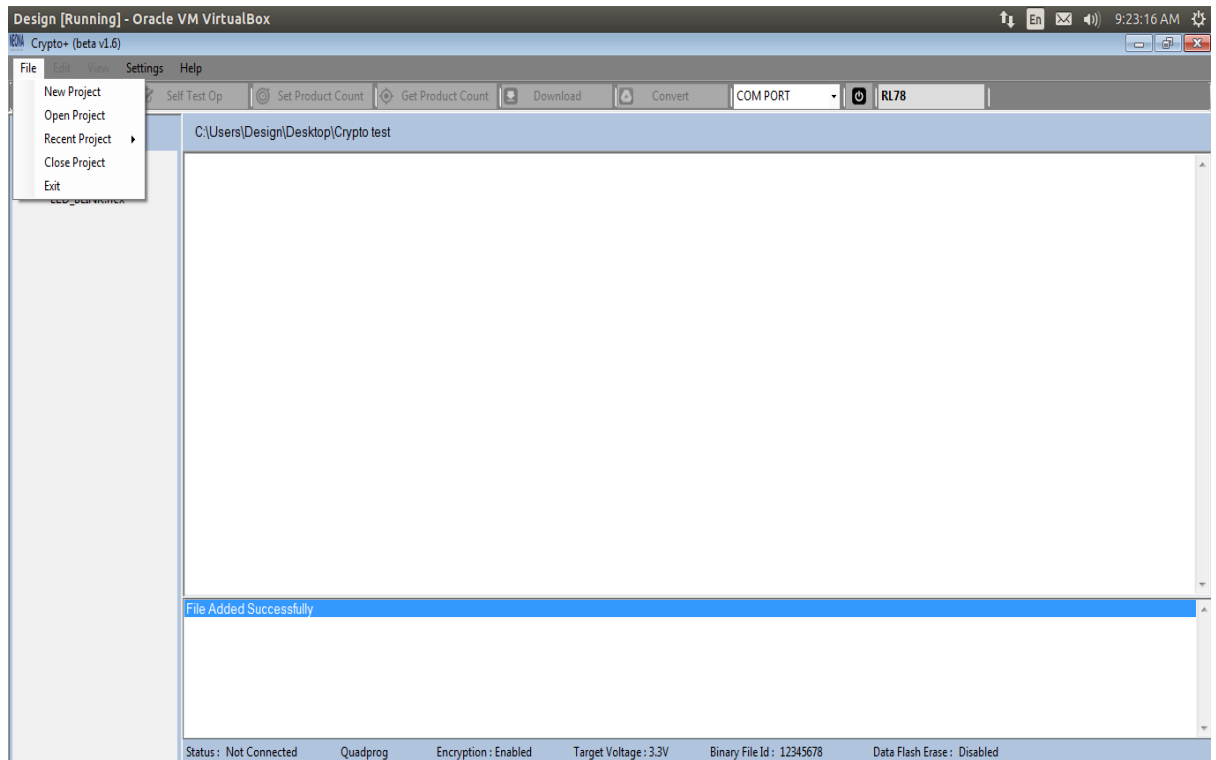 Design [Running] - Oracle VM VirtualBox En 9:23:16 AM
Crypto+ (beta v1.6)
File Edit View Settings Help
New Project
Open Project
Recent Project
Close Project
Exit
Self Test Op Set Product Count Get Product Count Download Convert COM PORT RL78
C:\Users\Design\Desktop\Crypto test
File Added Successfully
Status : Not Connected Quadprog Encryption : Enabled Target Voltage : 3.3V Binary File Id : 12345678 Data Flash Erase : Disabled